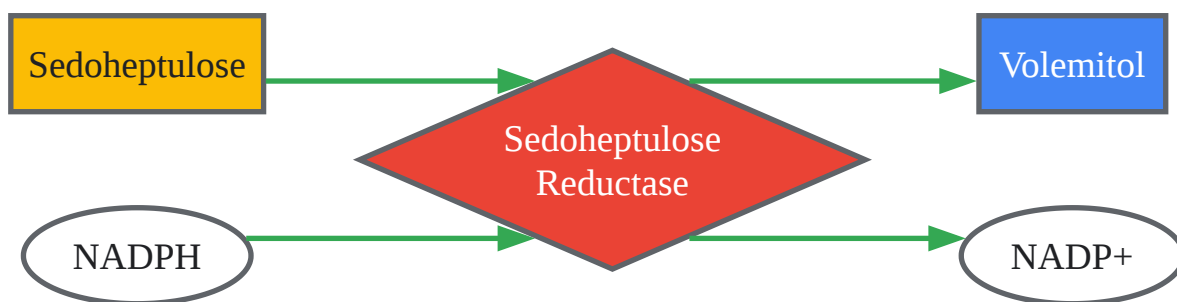 Sedoheptulose
Volemitol
Sedoheptulose
Reductase
NADPH
NADP+